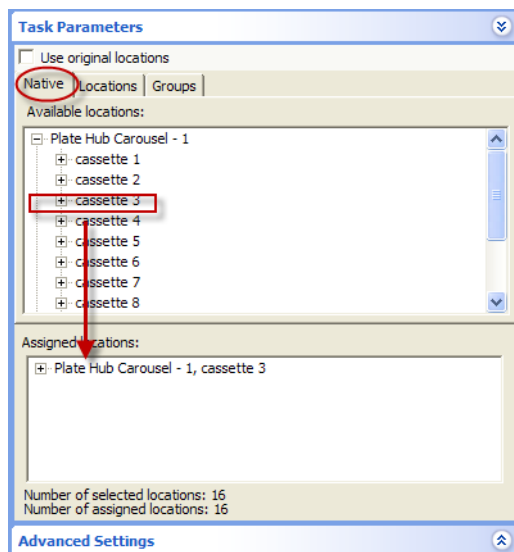 Task Parameters
Use original locations
Native Locations Groups
Available locations:
Plate Hub Carousel - 1
cassette 1
cassette 2
cassette 3
cassette 4
cassette 5
cassette 6
cassette 7
cassette 8
Assigned locations:
Plate Hub Carousel - 1, cassette 3
Number of selected locations: 16
Number of assigned locations: 16
Advanced Settings